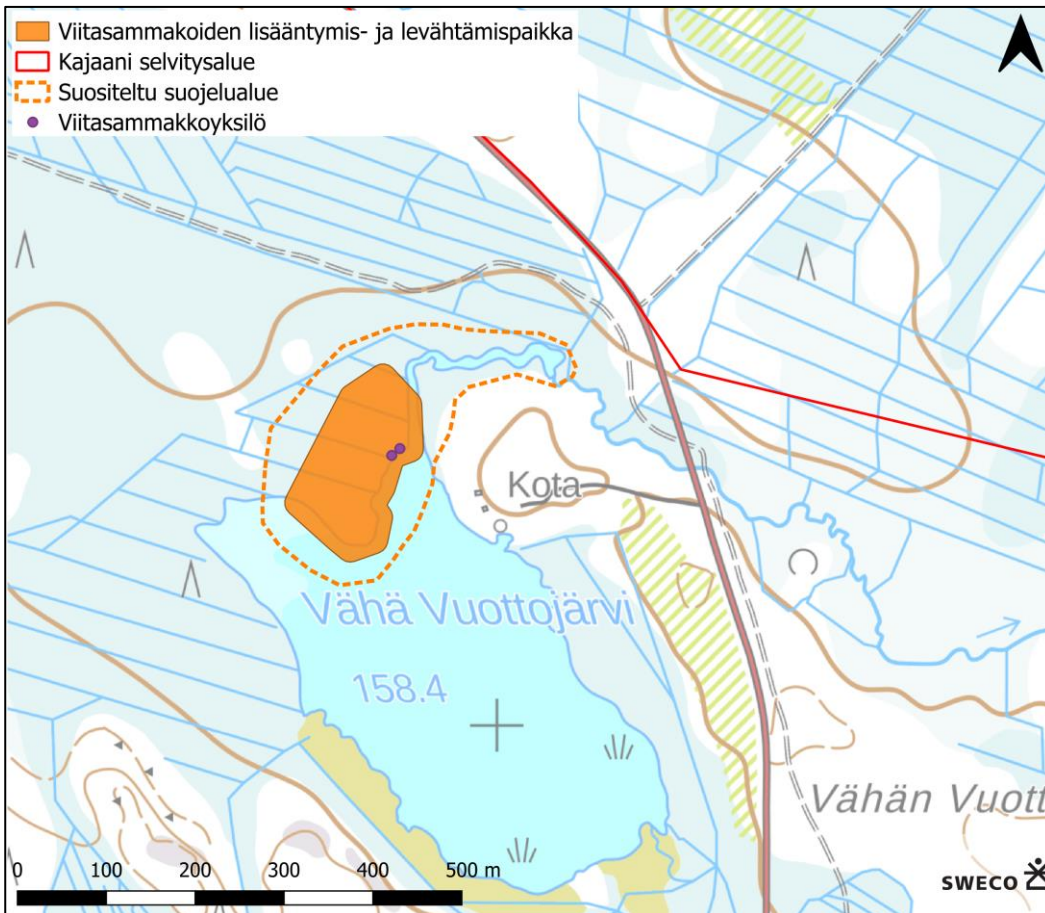 Viitasammakoiden lisääntymis- ja levähtämispaikka
Kajaani selvitysalue
Suositeltu suojelualue
Viitasammakkoyksilö
Kota
Vähä Vuottojärvi
158.4
Vähän Vuott
0 100 200 300 400 500 m
SWECO